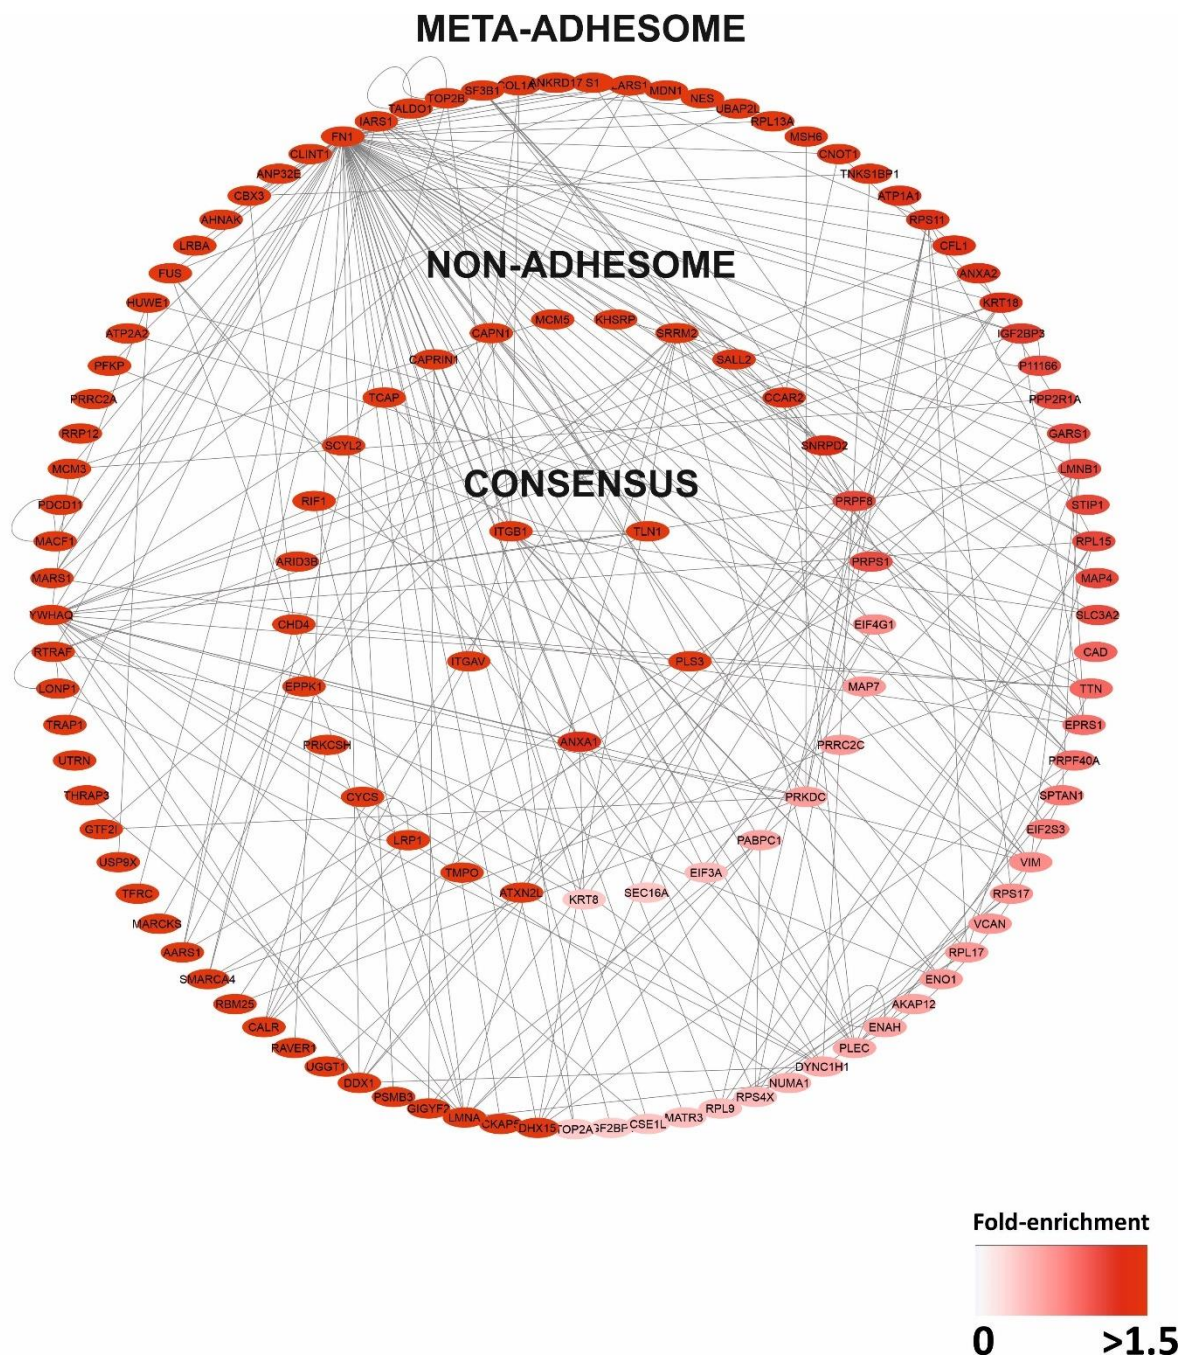 META-ADHESOME
SF3B1
COL1A
ANKRD17
S1
LARS1
TOP2B
MDN1
NES
TALDO1
UBAP2L
IARS1
RPL13A
FN1
MSH6
CLINT1
CNOT1
ANP32E
TNKS1BP1
CBX3
ATP1A1
AHNAK
RPS11
LRBA
CFL1
NON-ADHESOME
FUS
ANXA2
HUWE1
KRT18
MCM5
KHSRP
ATP2A2
CAPN1
SRRM2
IGF2BP3
CAPRIN1
SALL2
PFKP
P11166
TCAP
CCAR2
PRRC2A
PPP2R1A
RRP12
GARS1
SCYL2
SNRPD2
MCM3
LMNB1
CONSENSUS
RIF1
PRPF8
PDCD11
STIP1
ITGB1
TLN1
MACF1
RPL15
ARID3B
PRPS1
MARS1
MAP4
YWHAQ
SLC3A2
CHD4
EIF4G1
RTRAF
CAD
ITGAV
PLS3
LONP1
EPPK1
MAP7
TTN
TRAP1
EPRS1
PRKCSH
ANXA1
PRRC2C
UTRN
PRPF40A
THRAP3
CYCS
PRKDC
SPTAN1
GTF2I
EIF2S3
LRP1
PABPC1
USP9X
VIM
TMPO
EIF3A
TFRC
ATXN2L
KRT8
SEC16A
RPS17
MARCKS
VCAN
AARS1
RPL17
SMARCA4
ENO1
RBM25
AKAP12
CALR
ENAH
RAVER1
PLEC
UGGT1
DYNC1H1
DDX1
NUMA1
PSMB3
RPS4X
GIGYF2
RPL9
LMNA
MATR3
CKAP5
DHX15
TOP2A
GF2BP
CSE1L
Fold-enrichment
0 >1.5